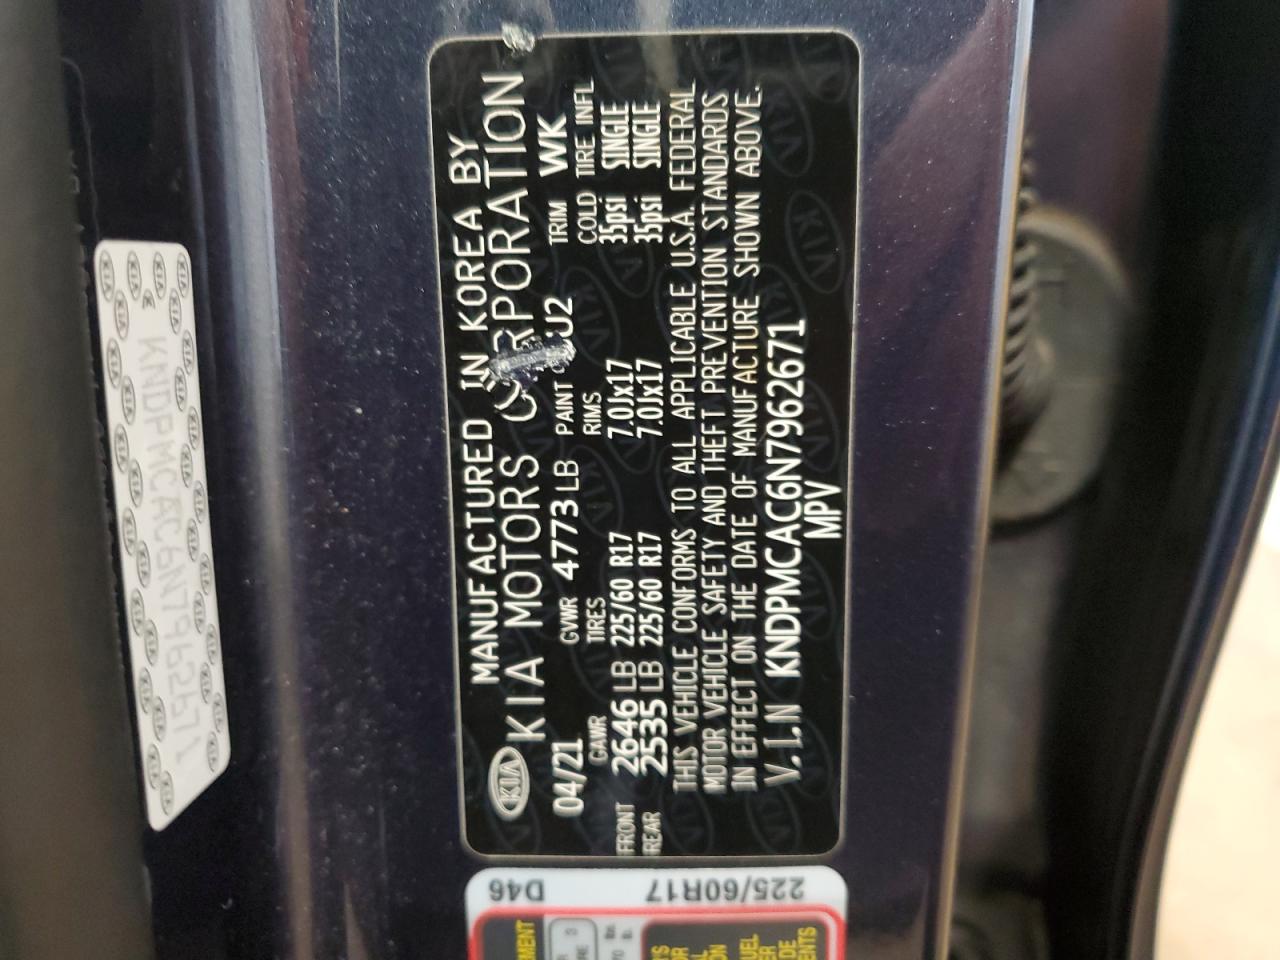 KNDPMCAC6N7962671
MANUFACTURED IN KOREA BY
KIA KIA MOTORS CORPORATION
04/21 GVWR 4773 LB PAINT UJ2 TRIM WK
GAWR TIRES RIMS COLD TIRE INFL
FRONT 2646 LB 225/60 R17 7.0Jx17 35psi SINGLE
REAR 2535 LB 225/60 R17 7.0Jx17 35psi SINGLE
THIS VEHICLE CONFORMS TO ALL APPLICABLE U.S.A. FEDERAL
MOTOR VEHICLE SAFETY AND THEFT PREVENTION STANDARDS
IN EFFECT ON THE DATE OF MANUFACTURE SHOWN ABOVE.
V.I.N KNDPMCAC6N7962671
MPV
D46
225/60R17